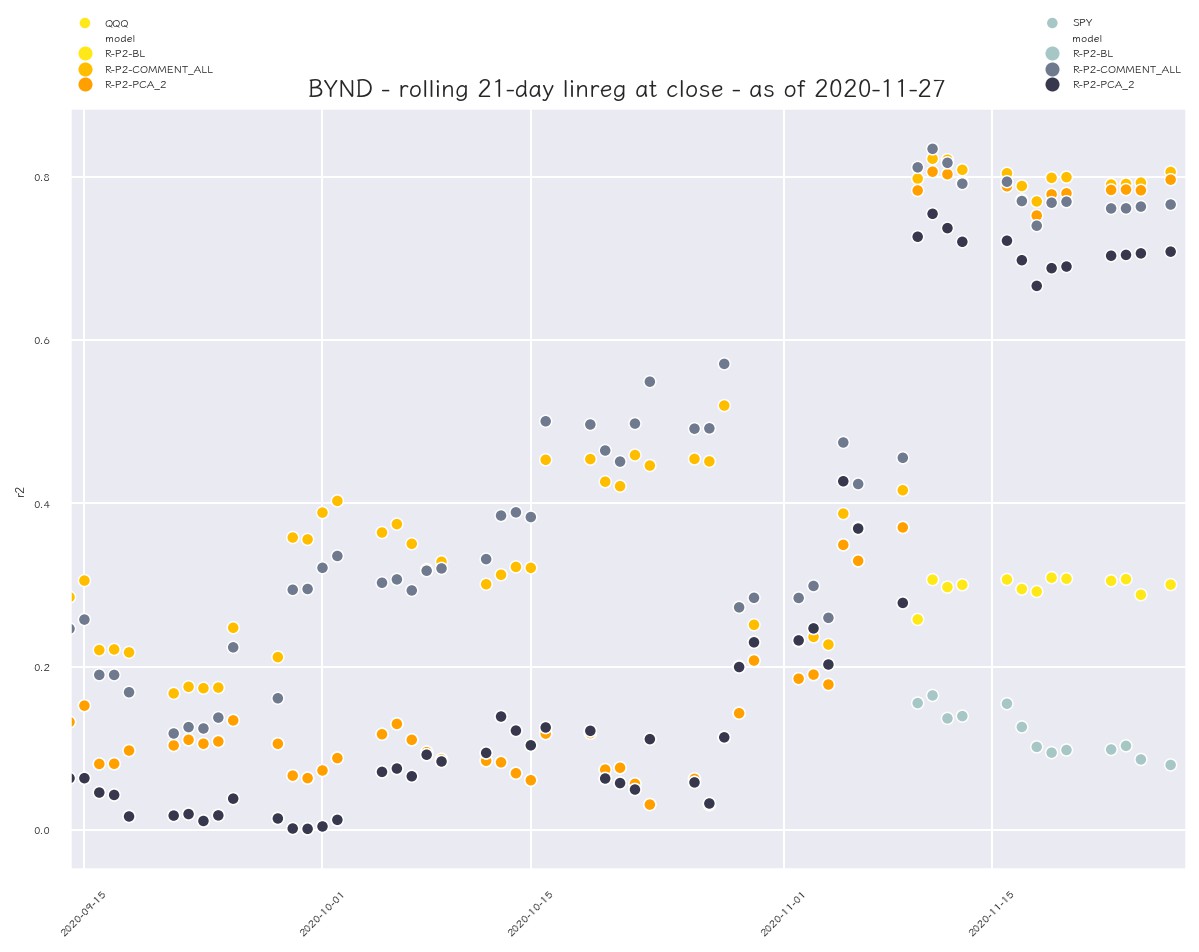 QQQ
model
R-P2-BL
R-P2-COMMENT_ALL
R-P2-PCA_2
SPY
model
R-P2-BL
R-P2-COMMENT_ALL
R-P2-PCA_2
BYND - rolling 21-day linreg at close - as of 2020-11-27
0.8
0.6
r2
0.4
0.2
0.0
2020-09-15
2020-10-01
2020-10-15
2020-11-01
2020-11-15